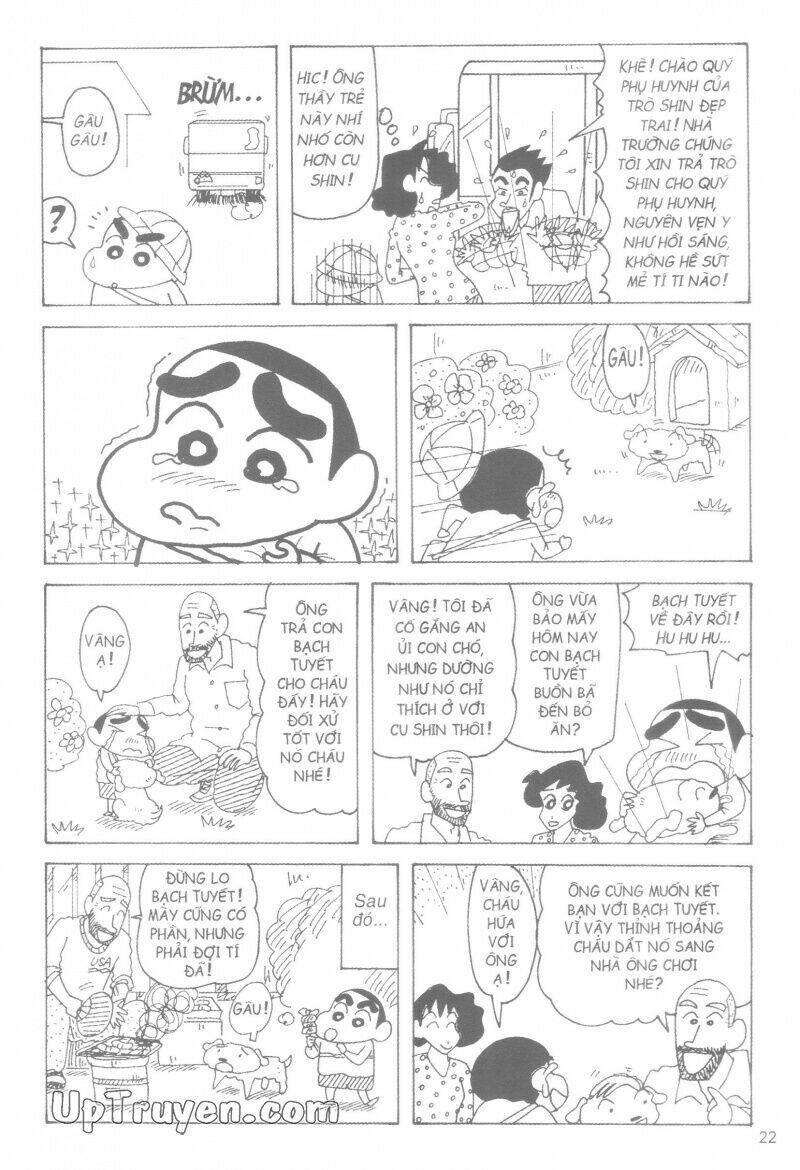 KHÊ! CHÀO QUÝ
PHỤ HUYNH CỦA
TRÒ SHIN ĐẸP
TRAI! NHÀ
TRƯỜNG CHÚNG
TÔI XIN TRẢ TRÒ
SHIN CHO QUÝ
PHỤ HUYNH,
NGUYÊN VẸN Y
NHƯ HỒI SÁNG,
KHÔNG HỀ SỨT
MẺ TÍ TI NÀO!
HIC! ÔNG
THẦY TRẺ
NÀY NHÍ
NHỐ CÒN
HƠN CU
SHIN!
BRỪM...
GÂU
GÂU!
?
GÂU!
BẠCH TUYẾT
VỀ ĐÂY RỒI!
HU HU HU...
ÔNG VỪA
BẢO MẤY
HÔM NAY
CON BẠCH
TUYẾT
BUỒN BÃ
ĐẾN BỎ
ĂN?
VÂNG! TÔI ĐÃ
CỐ GẮNG AN
ỦI CON CHÓ,
NHƯNG DƯỜNG
NHƯ NÓ CHỈ
THÍCH Ở VỚI
CU SHIN THÔI!
ÔNG
TRẢ CON
BẠCH
TUYẾT
CHO CHÁU
ĐẤY! HÃY
ĐỐI XỬ
TỐT VỚI
NÓ CHÁU
NHÉ!
VÂNG
Ạ!
ÔNG CŨNG MUỐN KẾT
BẠN VỚI BẠCH TUYẾT.
VÌ VẬY THỈNH THOẢNG
CHÁU DẮT NÓ SANG
NHÀ ÔNG CHƠI
NHÉ?
VÂNG,
CHÁU
HỨA
VỚI
ÔNG
Ạ!
Sau
đó...
ĐỪNG LO
BẠCH TUYẾT!
MÀY CŨNG CÓ
PHẦN, NHƯNG
PHẢI ĐỢI TÍ
ĐÃ!
USA
GÂU!
UpTruyen.com
22